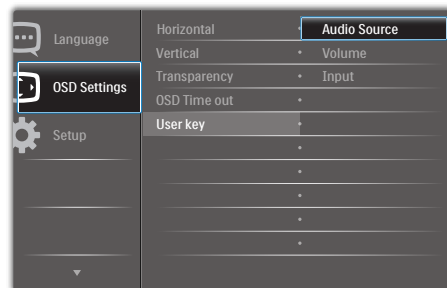 Language
OSD Settings
Setup
Horizontal
Vertical
Transparency
OSD Time out
User key
Audio Source
Volume
Input